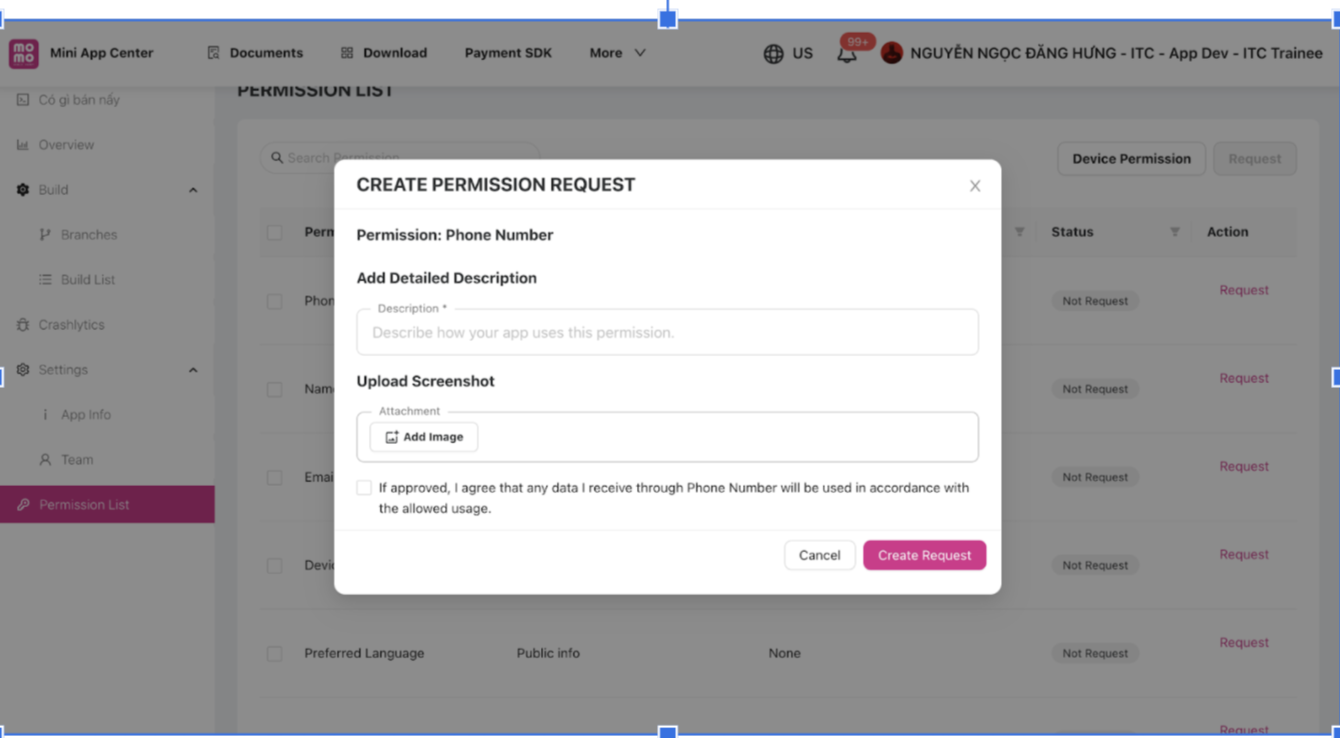 mo mo
Mini App Center
Documents
Download
Payment SDK
More
US
99+
NGUYỄN NGỌC ĐĂNG HƯNG - ITC - App Dev - ITC Trainee
Có gì bán nấy
Overview
Build
Branches
Build List
Crashlytics
Settings
App Info
Team
Permission List
PERMISSION LIST
Search Permission
Device Permission
Request
Perm
Status
Action
Phon
Not Request
Request
Nam
Not Request
Request
Emai
Not Request
Request
Devi
Not Request
Request
Preferred Language
Public info
None
Not Request
Request
Request
CREATE PERMISSION REQUEST
Permission: Phone Number
Add Detailed Description
Description *
Describe how your app uses this permission.
Upload Screenshot
Attachment
Add Image
If approved, I agree that any data I receive through Phone Number will be used in accordance with
the allowed usage.
Cancel
Create Request